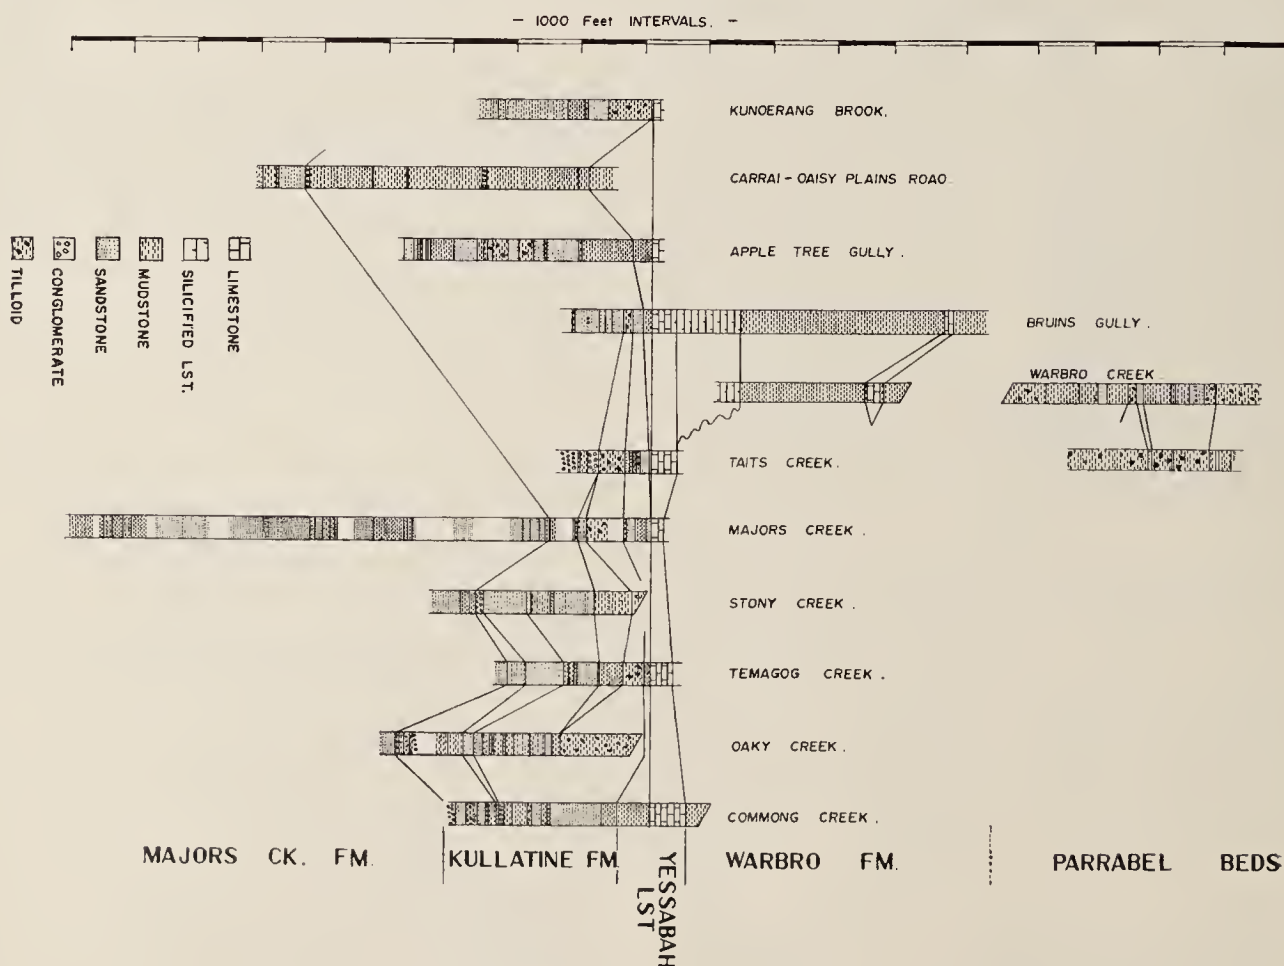 — 1000 Feet INTERVALS. —
KUNOERANG BROOK.
CARRAI-OAISY PLAINS ROAO
APPLE TREE GULLY.
BRUINS GULLY.
WARBRO CREEK
TAITS CREEK.
MAJORS CREEK.
STONY CREEK.
TEMAGOG CREEK.
OAKY CREEK.
COMMONG CREEK.
LIMESTONE
SILICIFIED LST.
MUDSTONE
SANDSTONE
CONGLOMERATE
TILLOID
MAJORS CK. FM.
KULLATINE FM
YESSABAH
LST
WARBRO FM.
PARRABEL BEDS